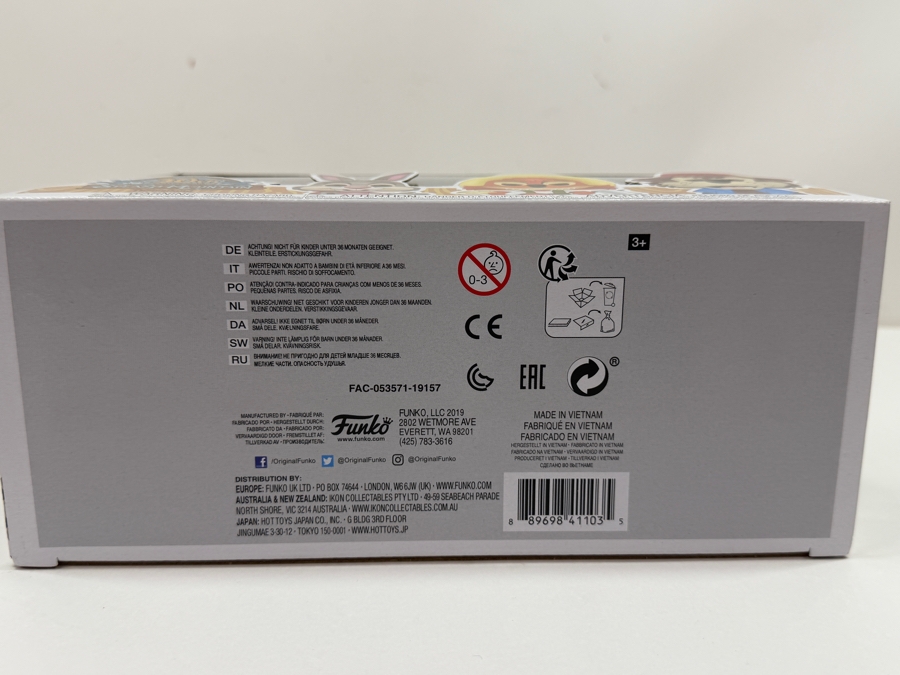 DE ACHTUNG! NICHT FÜR KINDER UNTER 36 MONATEN GEEIGNET.
KLEINTEILE. ERSTICKUNGSGEFAHR.
IT AVVERTENZA! NON ADATTO A BAMBINI DI ETÀ INFERIORE A 36 MESI.
PICCOLE PARTI. RISCHIO DI SOFFOCAMENTO.
PO ATENÇÃO! CONTRA-INDICADO PARA CRIANÇAS COM MENOS DE 36 MESES.
PEQUENAS PARTES. RISCO DE ASFIXIA.
NL WAARSCHUWING! NIET GESCHIKT VOOR KINDEREN JONGER DAN 36 MAANDEN.
KLEINE ONDERDELEN. VERSTIKKINGSGEVAAR.
DA ADVARSEL! IKKE EGNET TIL BØRN UNDER 36 MÅNEDER.
SMÅ DELE. KVÆLNINGSFARE.
SW VARNING! INTE LÄMPLIG FÖR BARN UNDER 36 MÅNADER.
SMÅ DELAR. KVÄVNINGSRISK.
RU ВНИМАНИЕ! НЕ ПРИГОДНО ДЛЯ ДЕТЕЙ МЛАДШЕ 36 МЕСЯЦЕВ.
МЕЛКИЕ ЧАСТИ. ОПАСНОСТЬ УДУШЬЯ.
0-3
3+
CE
EAC
®
FAC-053571-19157
MANUFACTURED BY • FABRIQUÉ PAR:
FABRICADO POR • HERGESTELLT DURCH:
FABBRICATO DA • FABRICADO POR:
VERVAARDIGD DOOR • FREMSTILLET AF:
TILLVERKAD AV • ПРОИЗВОДИТЕЛЬ:
Funko
www.funko.com
FUNKO, LLC 2019
2802 WETMORE AVE
EVERETT, WA 98201
(425) 783-3616
/OriginalFunko @OriginalFunko @OriginalFunko
DISTRIBUTION BY:
EUROPE: FUNKO UK LTD • PO BOX 74644 • LONDON, W6 6JW (UK) • WWW.FUNKO.COM
AUSTRALIA & NEW ZEALAND: IKON COLLECTABLES PTY LTD • 49-59 SEABEACH PARADE
NORTH SHORE, VIC 3214 AUSTRALIA • WWW.IKONCOLLECTABLES.COM.AU
JAPAN: HOT TOYS JAPAN CO., INC. • G BLDG 3RD FLOOR
JINGUMAE 3-30-12 • TOKYO 150-0001 • WWW.HOTTOYS.JP
MADE IN VIETNAM
FABRIQUÉ EN VIETNAM
FABRICADO EN VIETNAM
HERGESTELLT IN VIETNAM • FABBRICATO IN VIETNAM
FABRICADO NA VIETNAM • VERVAARDIGD IN VIETNAM
PRODUCERET I VIETNAM • TILLVERKAD I VIETNAM
СДЕЛАНО ВО ВЬЕТНАМЕ
8 89698 41103 5